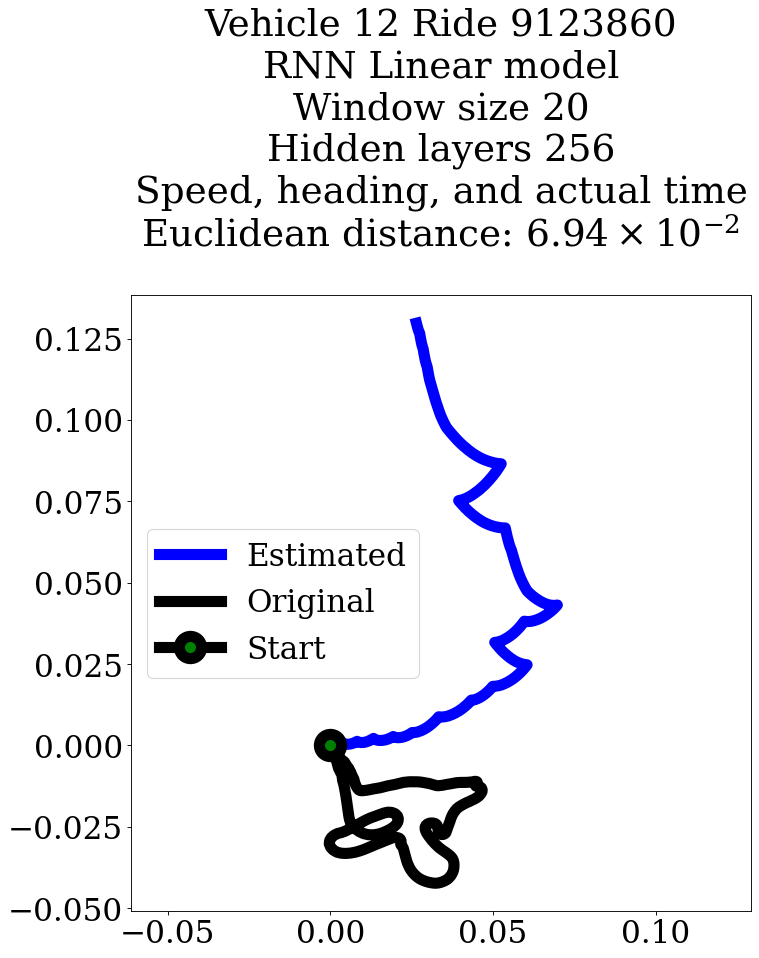 Vehicle 12 Ride 9123860
RNN Linear model
Window size 20
Hidden layers 256
Speed, heading, and actual time
Euclidean distance: 6.94 × 10⁻²
0.125
0.100
0.075
0.050
0.025
0.000
−0.025
−0.050
Estimated
Original
Start
−0.05 0.00 0.05 0.10